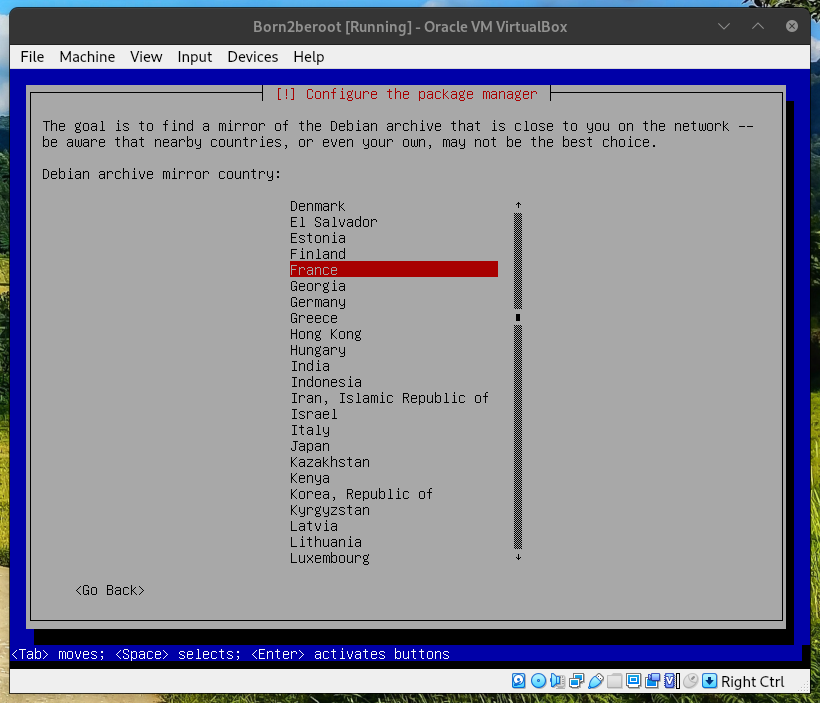 Born2beroot [Running] - Oracle VM VirtualBox
File Machine View Input Devices Help
[!] Configure the package manager
The goal is to find a mirror of the Debian archive that is close to you on the network --
be aware that nearby countries, or even your own, may not be the best choice.
Debian archive mirror country:
Denmark
El Salvador
Estonia
Finland
France
Georgia
Germany
Greece
Hong Kong
Hungary
India
Indonesia
Iran, Islamic Republic of
Israel
Italy
Japan
Kazakhstan
Kenya
Korea, Republic of
Kyrgyzstan
Latvia
Lithuania
Luxembourg
<Go Back>
<Tab> moves; <Space> selects; <Enter> activates buttons
Right Ctrl